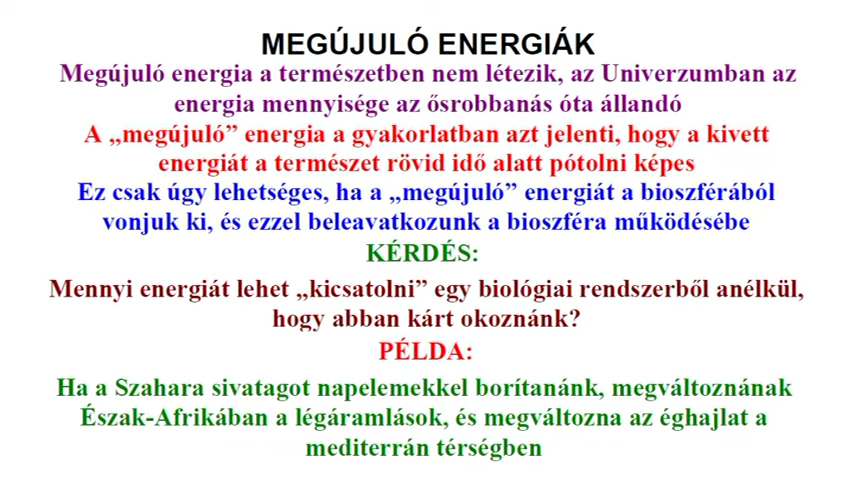 MEGÚJULÓ ENERGIÁK
Megújuló energia a természetben nem létezik, az Univerzumban az
energia mennyisége az ősrobbanás óta állandó
A „megújuló” energia a gyakorlatban azt jelenti, hogy a kivett
energiát a természet rövid idő alatt pótolni képes
Ez csak úgy lehetséges, ha a „megújuló” energiát a bioszférából
vonjuk ki, és ezzel beleavatkozunk a bioszféra működésébe
KÉRDÉS:
Mennyi energiát lehet „kicsatolni” egy biológiai rendszerből anélkül,
hogy abban kárt okoznánk?
PÉLDA:
Ha a Szahara sivatagot napelemekkel borítanánk, megváltoznának
Észak-Afrikában a légáramlások, és megváltozna az éghajlat a
mediterrán térségben